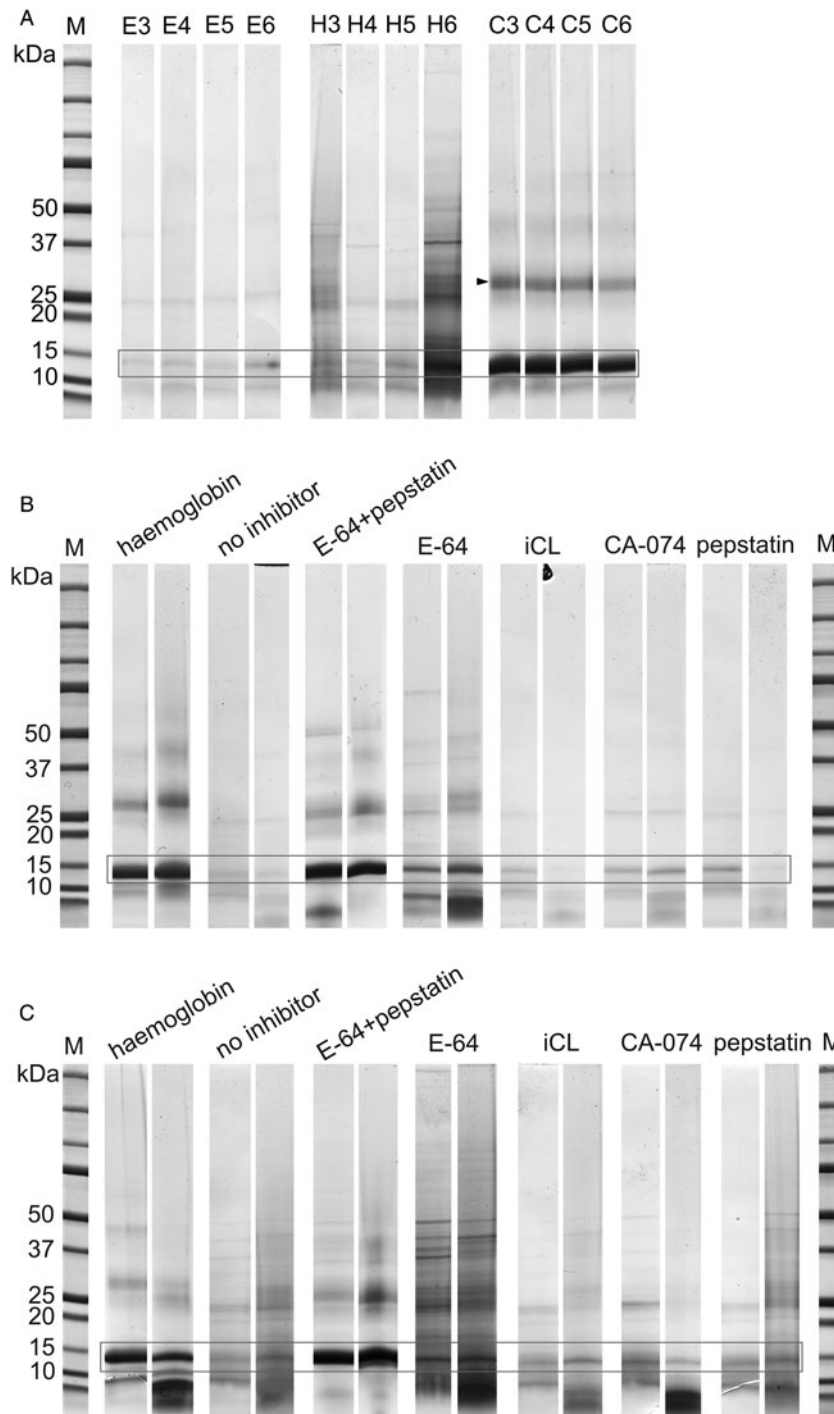 A
M E3 E4 E5 E6 H3 H4 H5 H6 C3 C4 C5 C6
kDa
50
37
25
20
15
10
B
haemoglobin no inhibitor E-64+pepstatin E-64 iCL CA-074 pepstatin
M M
kDa
50
37
25
20
15
10
C
haemoglobin no inhibitor E-64+pepstatin E-64 iCL CA-074 pepstatin
M M
kDa
50
37
25
20
15
10